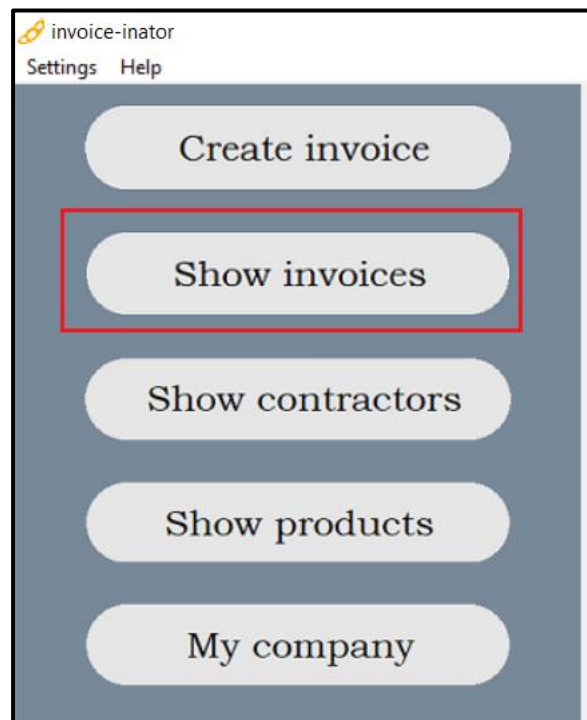 invoice-inator
Settings Help
Create invoice
Show invoices
Show contractors
Show products
My company